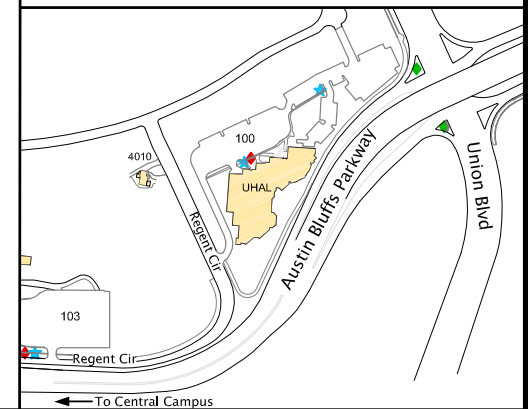 100
4010
UHAL
Austin Bluffs Parkway
Union Blvd
Regent Cir
103
Regent Cir
To Central Campus